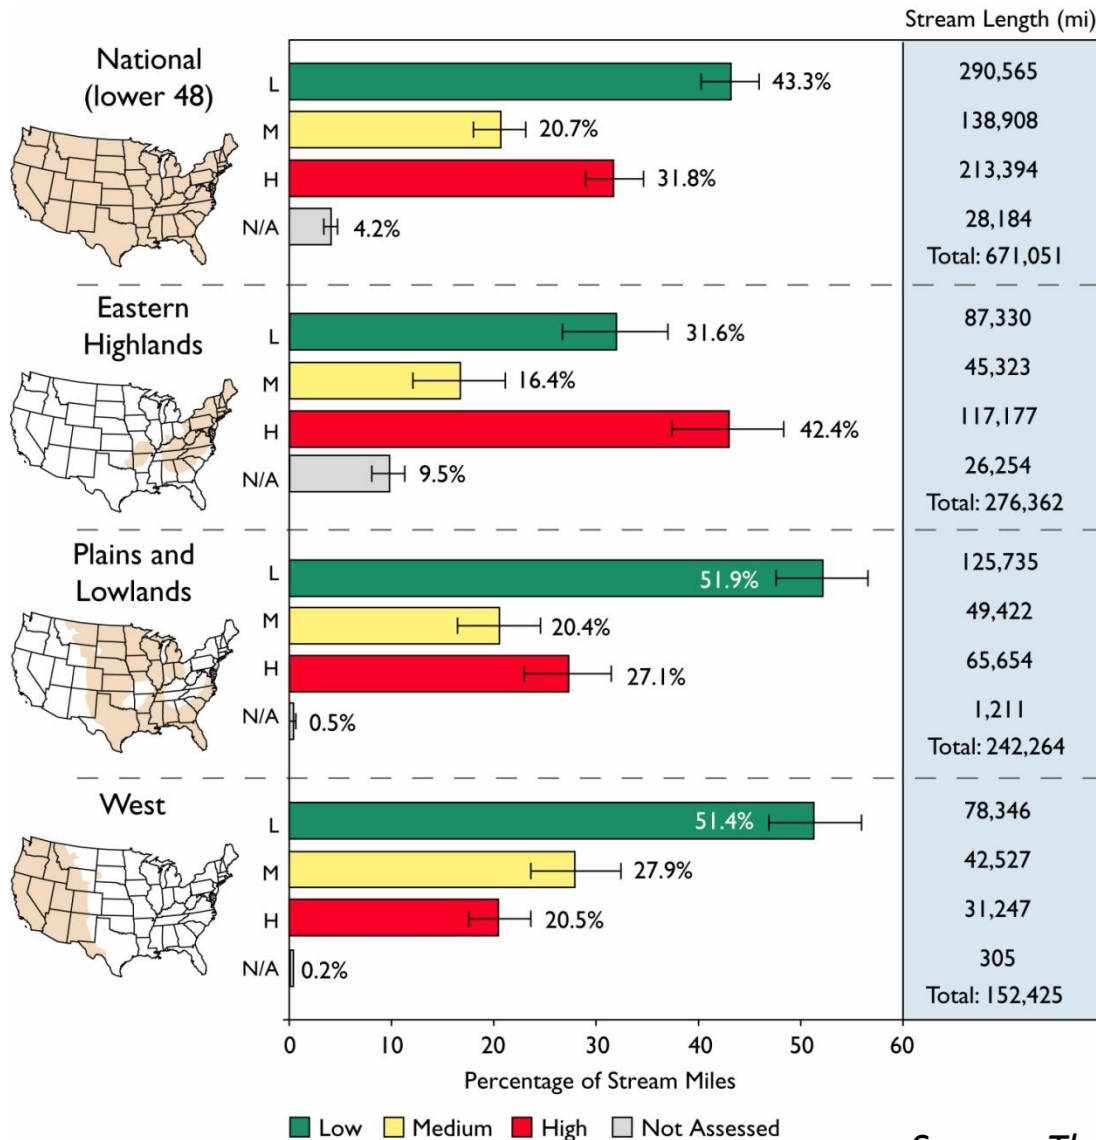 Stream Length (mi)
National
(lower 48)
L 43.3% 290,565
M 20.7% 138,908
H 31.8% 213,394
N/A 4.2% 28,184
Total: 671,051
Eastern
Highlands
L 31.6% 87,330
M 16.4% 45,323
H 42.4% 117,177
N/A 9.5% 26,254
Total: 276,362
Plains and
Lowlands
L 51.9% 125,735
M 20.4% 49,422
H 27.1% 65,654
N/A 0.5% 1,211
Total: 242,264
West
L 51.4% 78,346
M 27.9% 42,527
H 20.5% 31,247
N/A 0.2% 305
Total: 152,425
0 10 20 30 40 50 60
Percentage of Stream Miles
Low Medium High Not Assessed